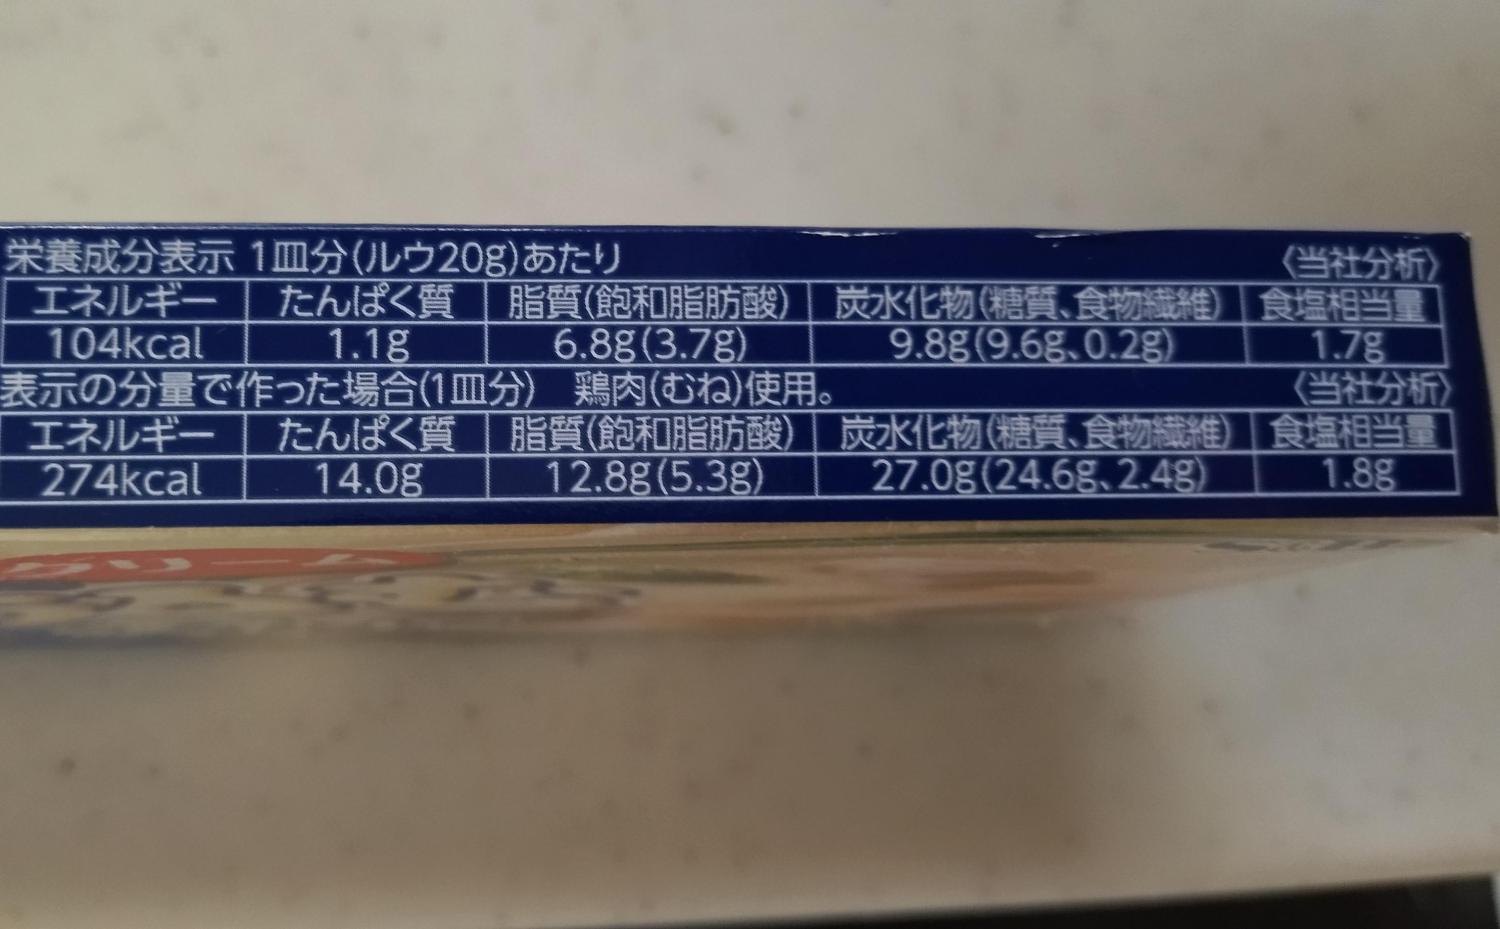 栄養成分表示 1皿分(ルウ20g)あたり 〈当社分析〉
エネルギー たんぱく質 脂質(飽和脂肪酸) 炭水化物(糖質、食物繊維) 食塩相当量
104kcal 1.1g 6.8g(3.7g) 9.8g(9.6g、0.2g) 1.7g
表示の分量で作った場合(1皿分) 鶏肉(むね)使用。 〈当社分析〉
エネルギー たんぱく質 脂質(飽和脂肪酸) 炭水化物(糖質、食物繊維) 食塩相当量
274kcal 14.0g 12.8g(5.3g) 27.0g(24.6g、2.4g) 1.8g
クリーム